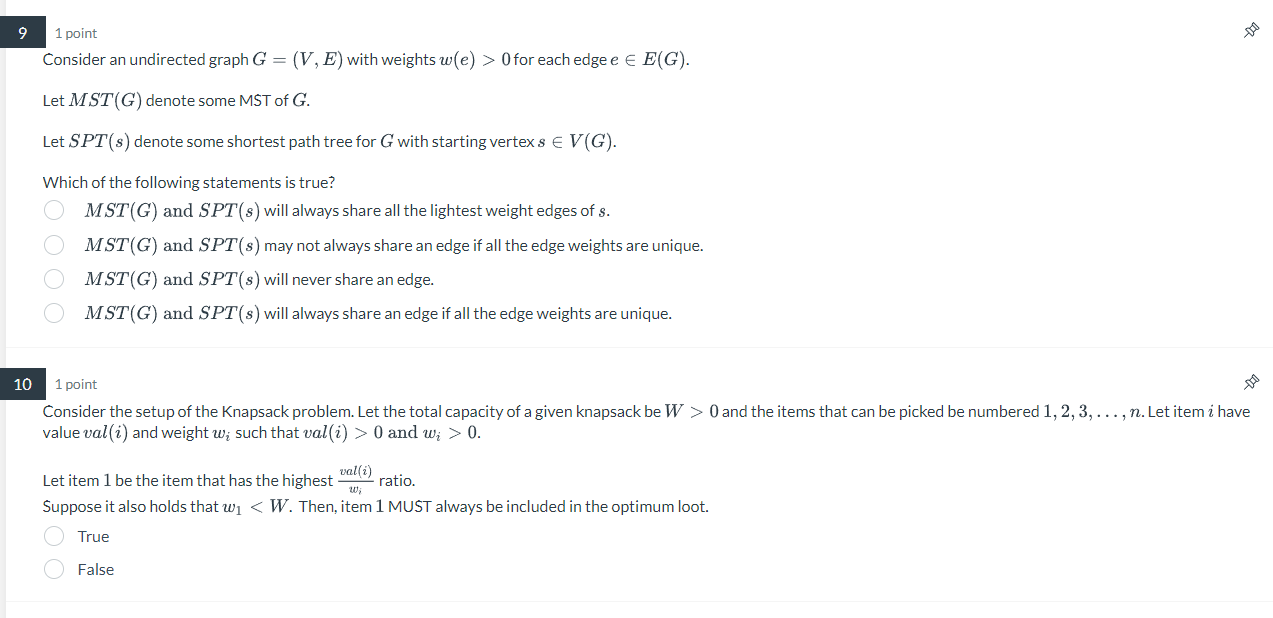 9 1 point
Consider an undirected graph G = (V, E) with weights w(e) > 0 for each edge e ∈ E(G).
Let MST(G) denote some MST of G.
Let SPT(s) denote some shortest path tree for G with starting vertex s ∈ V(G).
Which of the following statements is true?
MST(G) and SPT(s) will always share all the lightest weight edges of s.
MST(G) and SPT(s) may not always share an edge if all the edge weights are unique.
MST(G) and SPT(s) will never share an edge.
MST(G) and SPT(s) will always share an edge if all the edge weights are unique.
10 1 point
Consider the setup of the Knapsack problem. Let the total capacity of a given knapsack be W > 0 and the items that can be picked be numbered 1, 2, 3, . . . , n. Let item i have
value val(i) and weight wᵢ such that val(i) > 0 and wᵢ > 0.
Let item 1 be the item that has the highest val(i)/wᵢ ratio.
Suppose it also holds that w₁ < W. Then, item 1 MUST always be included in the optimum loot.
True
False